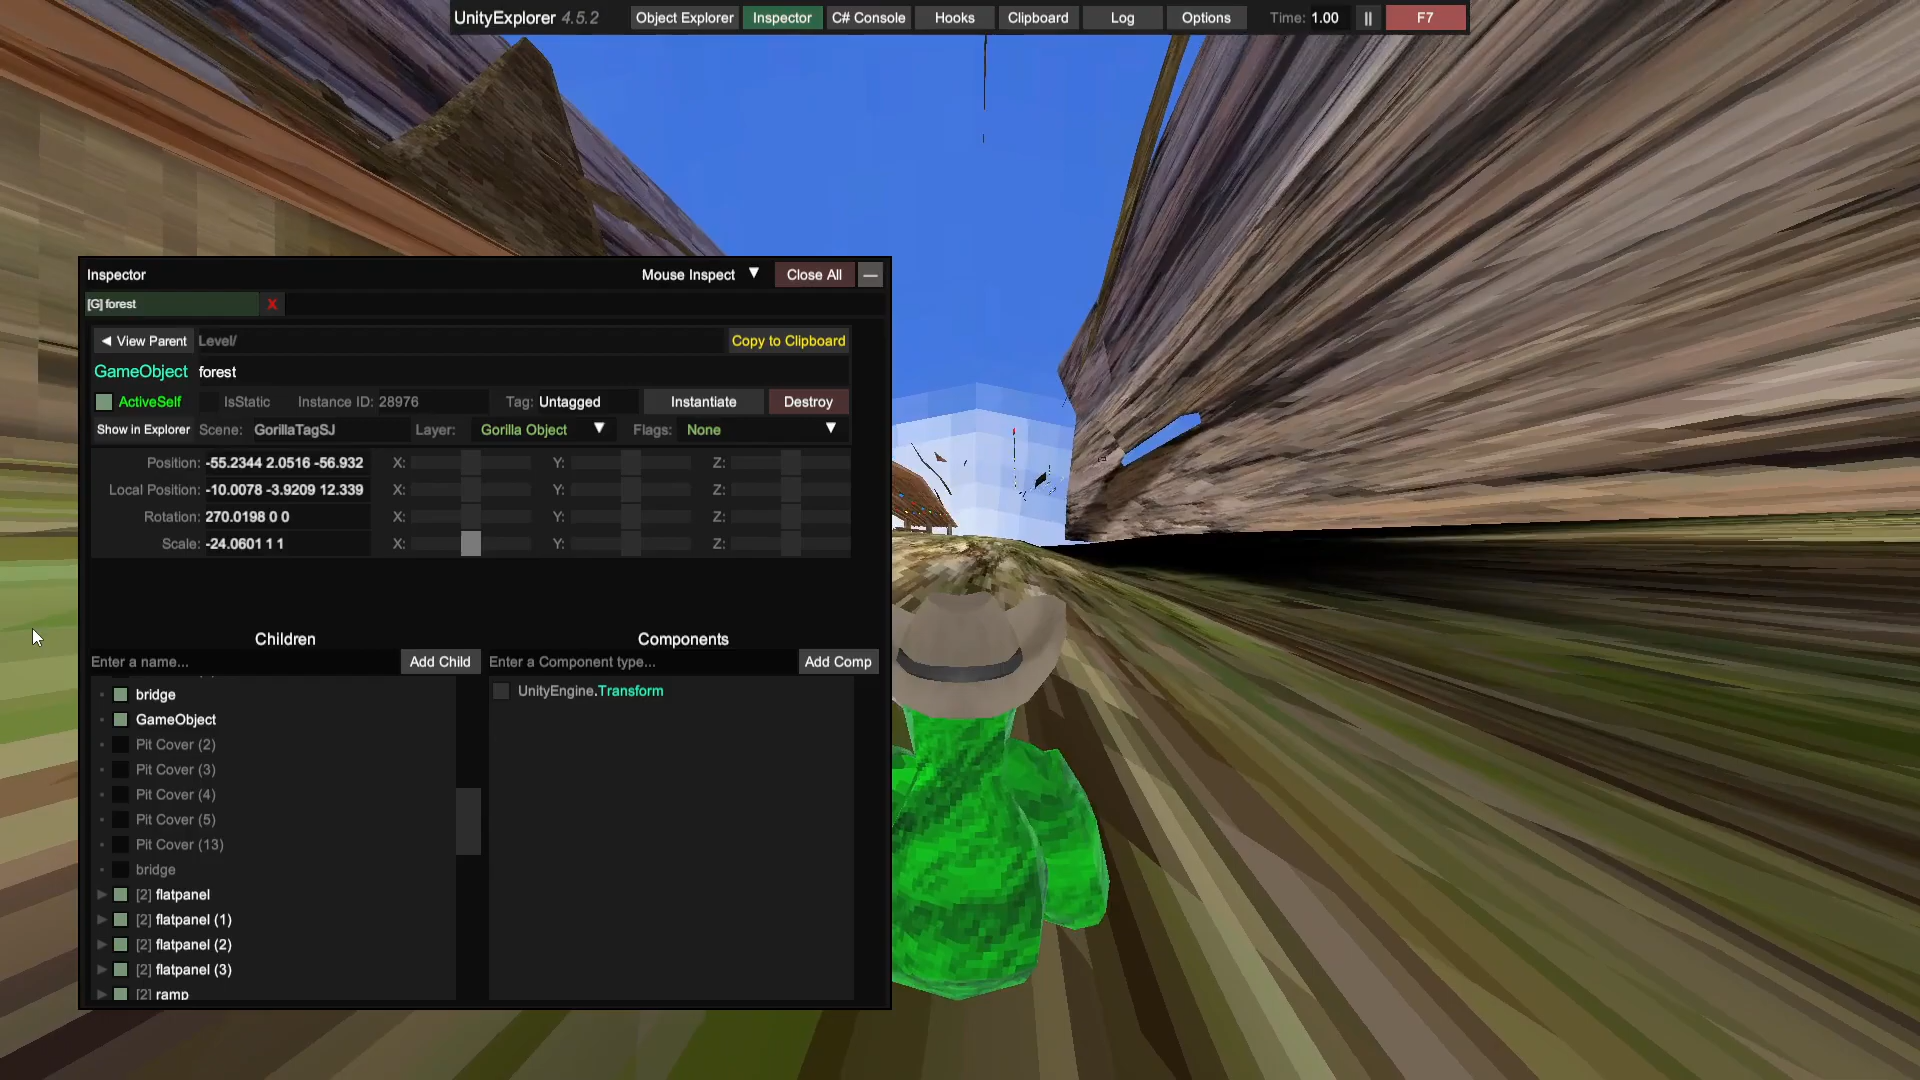 UnityExplorer 4.5.2 Object Explorer Inspector C# Console Hooks Clipboard Log Options Time: 1.00 || F7
Inspector Mouse Inspect ▼ Close All —
[G] forest X
◄ View Parent Level/ Copy to Clipboard
GameObject forest
ActiveSelf IsStatic Instance ID: 28976 Tag: Untagged Instantiate Destroy
Show in Explorer Scene: GorillaTagSJ Layer: Gorilla Object ▼ Flags: None ▼
Position: -55.2344 2.0516 -56.932 X: Y: Z:
Local Position: -10.0078 -3.9209 12.339 X: Y: Z:
Rotation: 270.0198 0 0 X: Y: Z:
Scale: -24.0601 1 1 X: Y: Z:
Children Components
Enter a name... Add Child Enter a Component type... Add Comp
UnityEngine.Transform
bridge
GameObject
Pit Cover (2)
Pit Cover (3)
Pit Cover (4)
Pit Cover (5)
Pit Cover (13)
bridge
► [2] flatpanel
► [2] flatpanel (1)
► [2] flatpanel (2)
► [2] flatpanel (3)
► [2] ramp